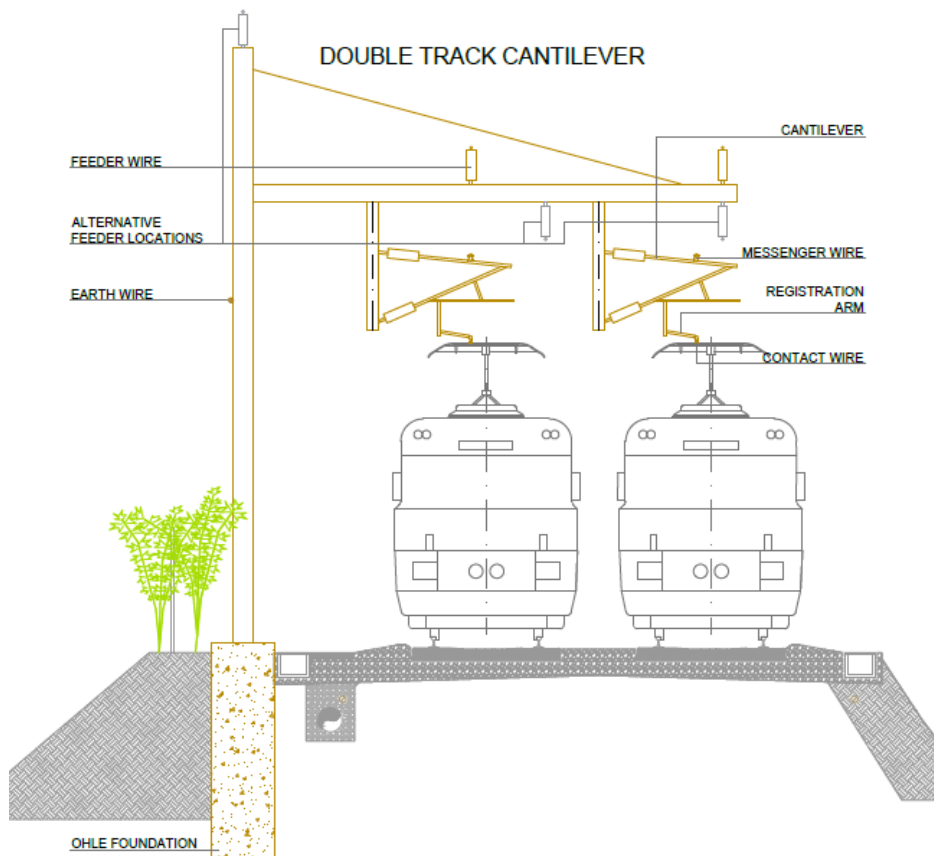 DOUBLE TRACK CANTILEVER
CANTILEVER
FEEDER WIRE
ALTERNATIVE
FEEDER LOCATIONS
MESSENGER WIRE
EARTH WIRE
REGISTRATION
ARM
CONTACT WIRE
OHLE FOUNDATION